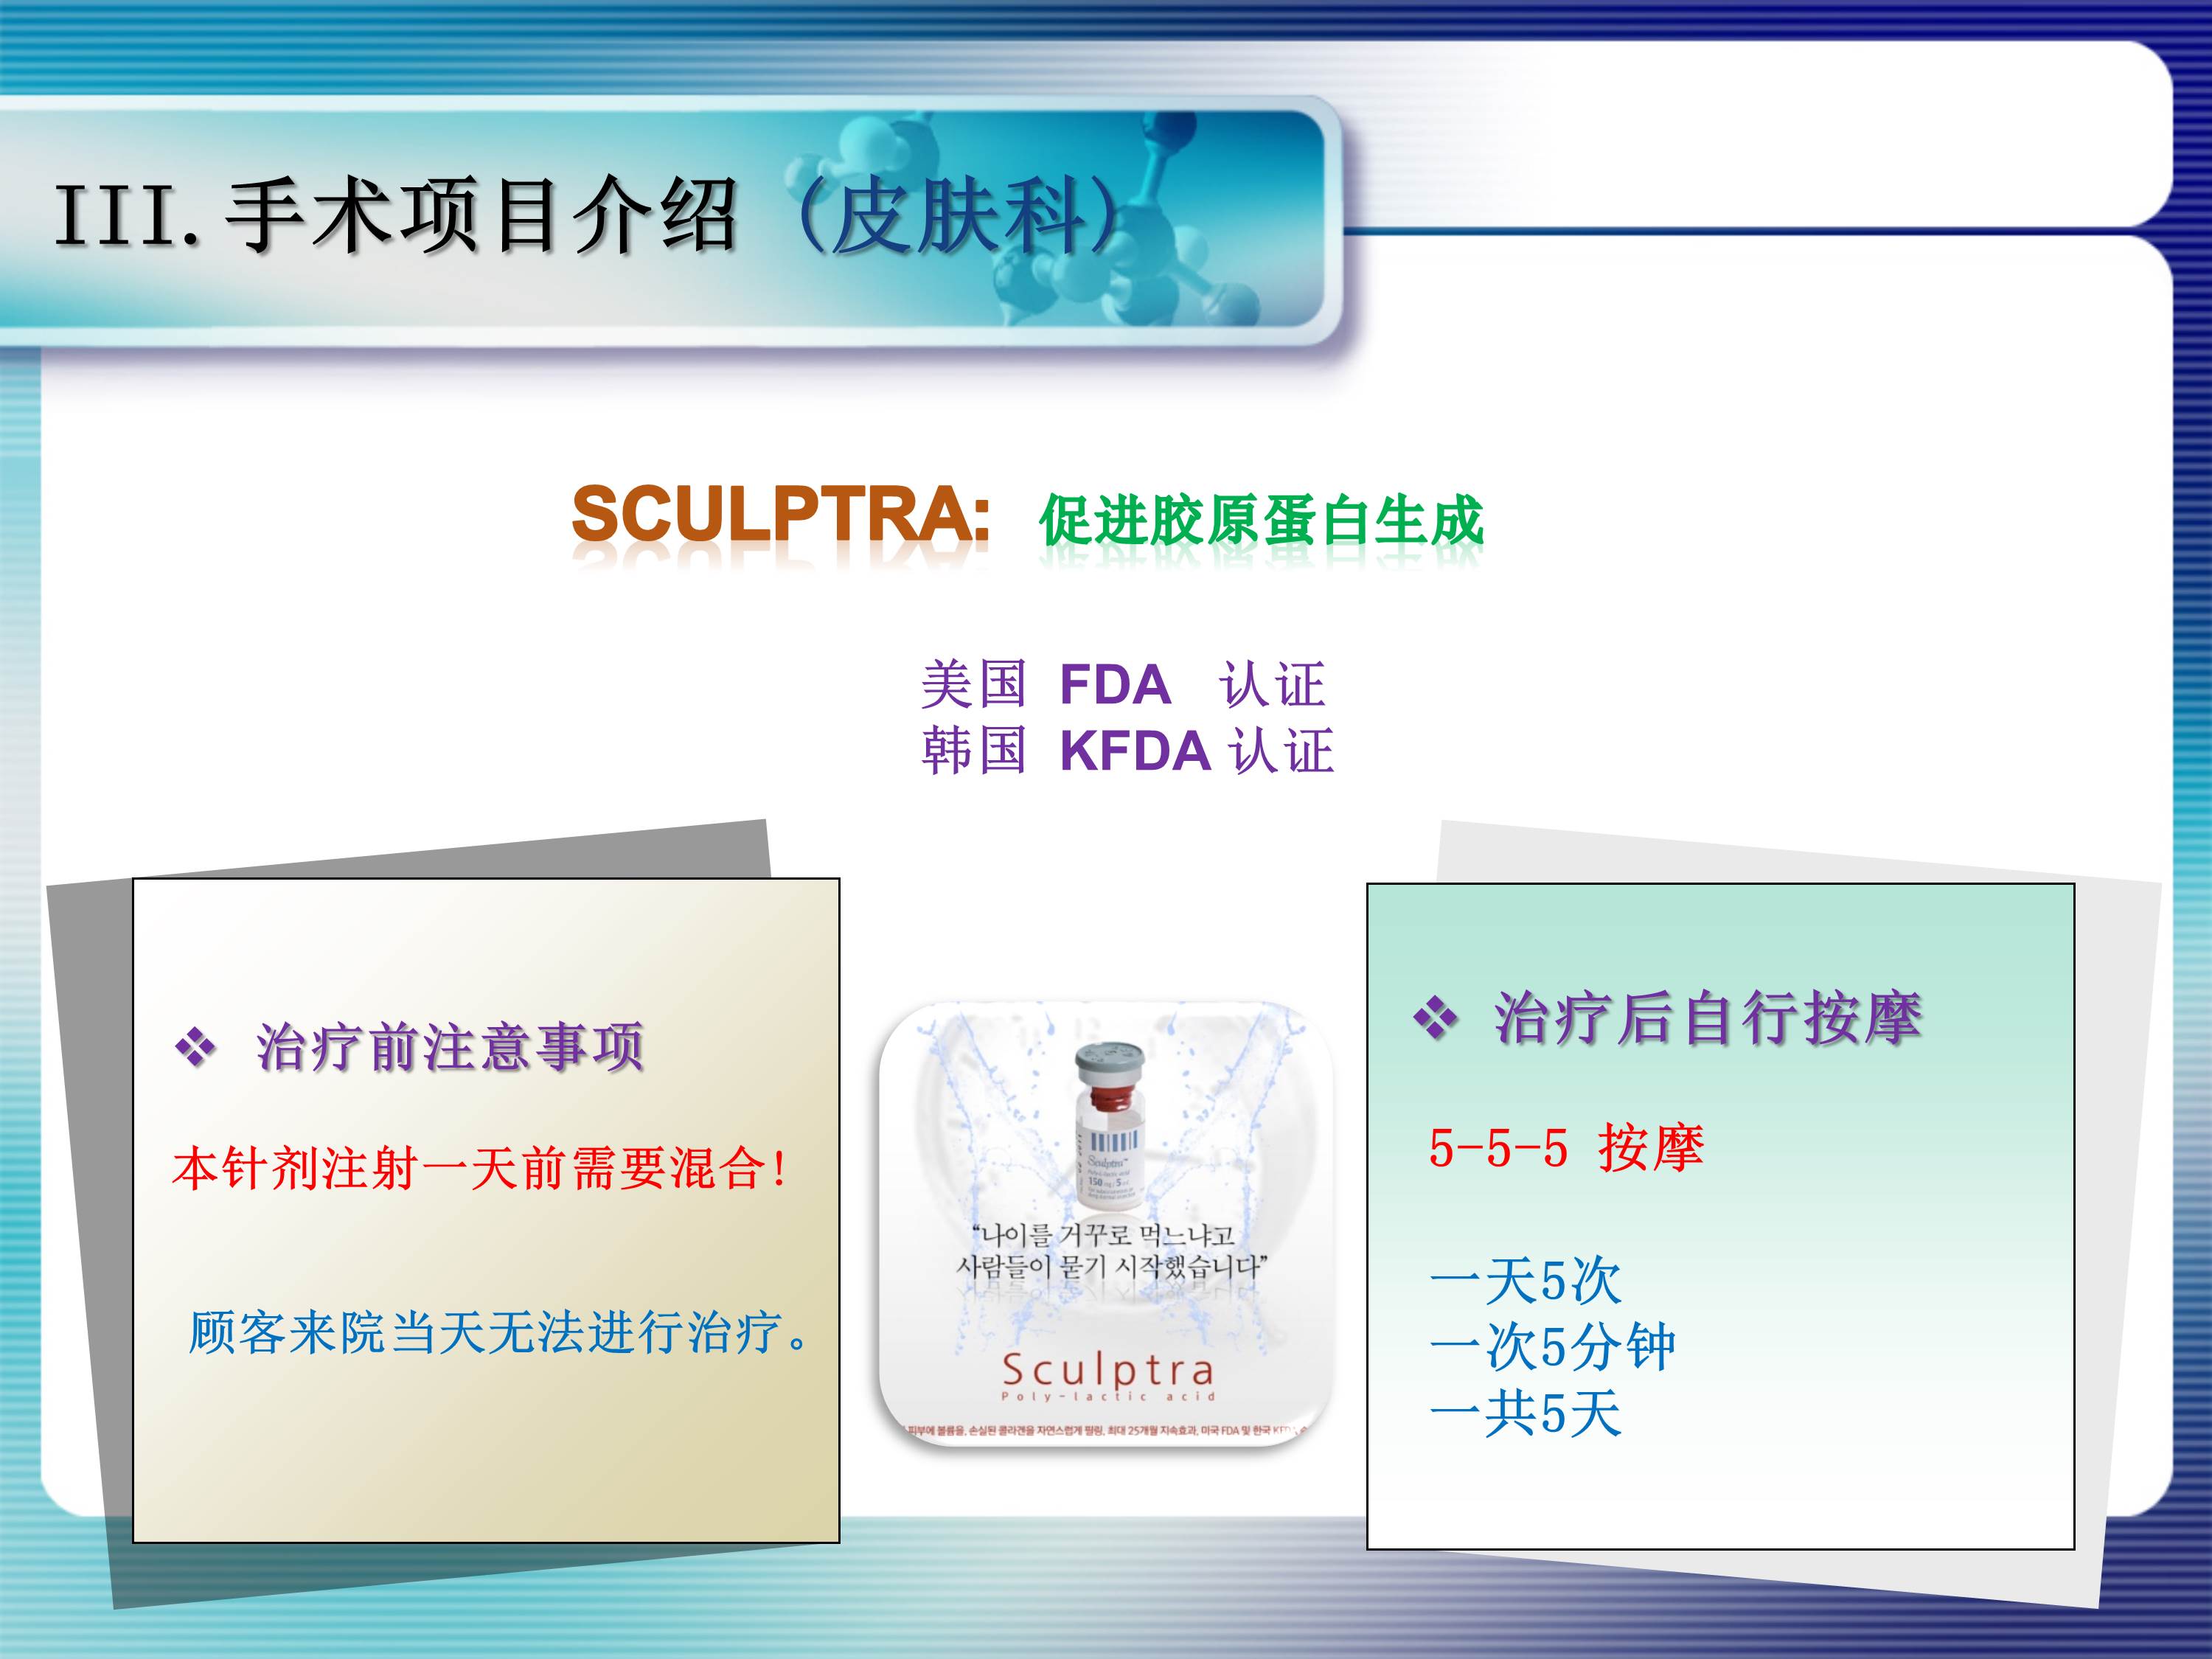 III.手术项目介绍 (皮肤科)
SCULPTRA: 促进胶原蛋白生成
美国 FDA 认证
韩国 KFDA 认证
❖ 治疗前注意事项
本针剂注射一天前需要混合!
顾客来院当天无法进行治疗。
Sculptra™
150 mg
“나이를 거꾸로 먹느냐고
사람들이 묻기 시작했습니다”
Sculptra
Poly-lactic acid
피부에 볼륨을, 손실된 콜라겐을 자연스럽게 필링, 최대 25개월 지속효과, 미국 FDA 및 한국
❖ 治疗后自行按摩
5-5-5 按摩
一天5次
一次5分钟
一共5天